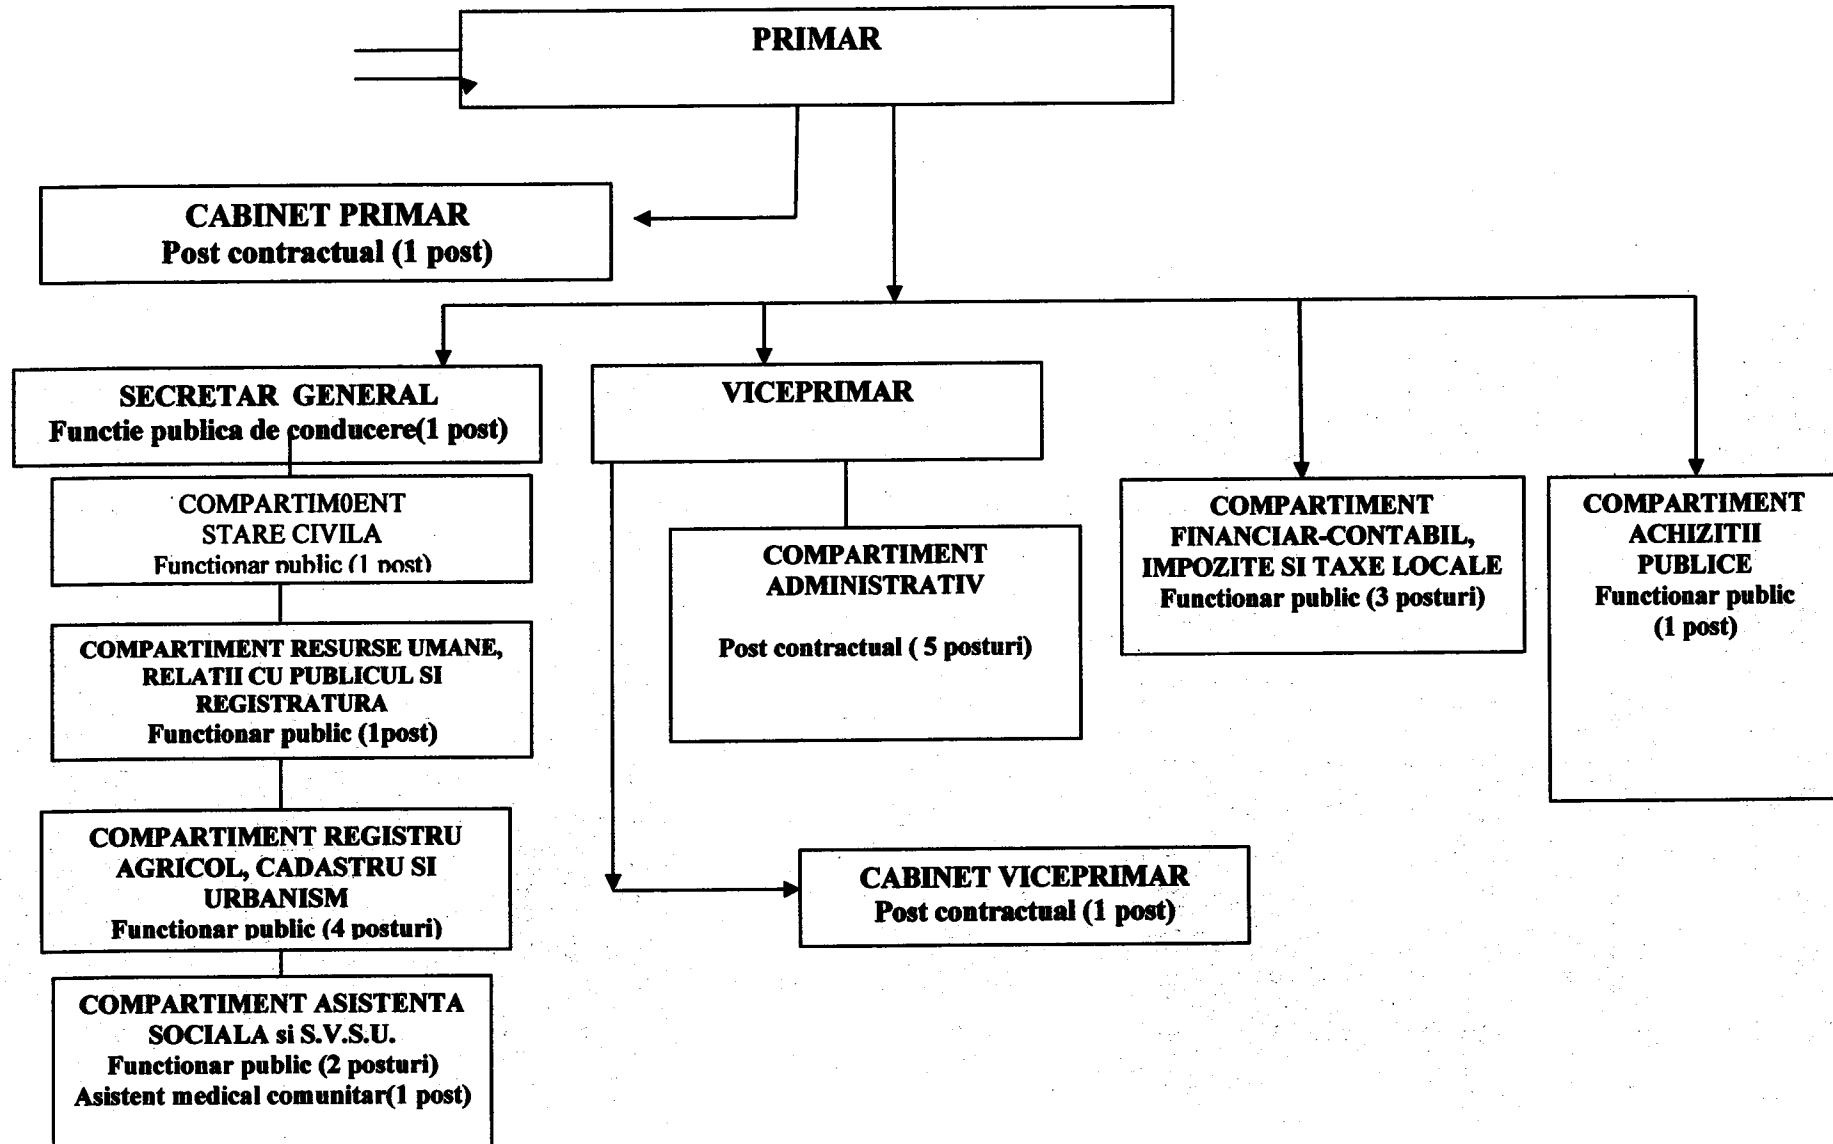 PRIMAR
CABINET PRIMAR
Post contractual (1 post)
SECRETAR GENERAL
Functie publica de conducere(1 post)
VICEPRIMAR
COMPARTIM0ENT
STARE CIVILA
Functionar public (1 post)
COMPARTIMENT RESURSE UMANE,
RELATII CU PUBLICUL SI
REGISTRATURA
Functionar public (1post)
COMPARTIMENT REGISTRU
AGRICOL, CADASTRU SI
URBANISM
Functionar public (4 posturi)
COMPARTIMENT ASISTENTA
SOCIALA si S.V.S.U.
Functionar public (2 posturi)
Asistent medical comunitar(1 post)
COMPARTIMENT
ADMINISTRATIV
Post contractual ( 5 posturi)
CABINET VICEPRIMAR
Post contractual (1 post)
COMPARTIMENT
FINANCIAR-CONTABIL,
IMPOZITE SI TAXE LOCALE
Functionar public (3 posturi)
COMPARTIMENT
ACHIZITII
PUBLICE
Functionar public
(1 post)